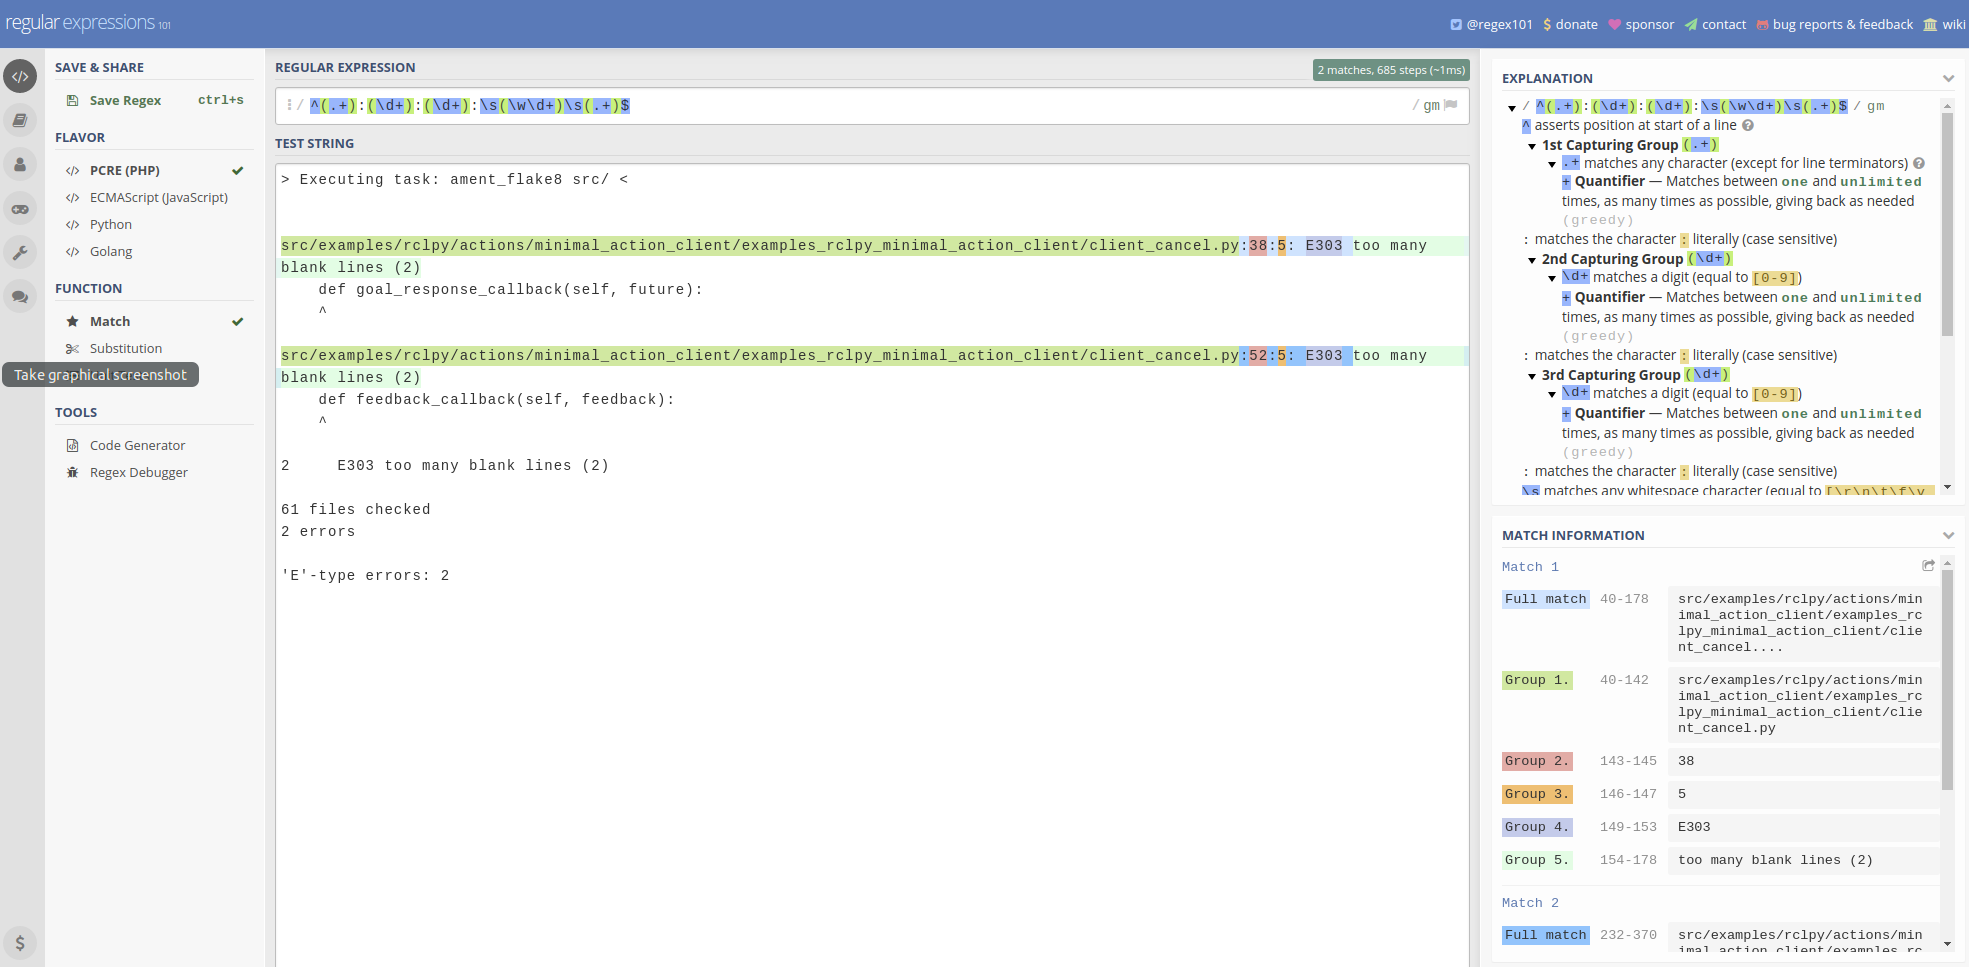 regular expressions 101
@regex101
donate
sponsor
contact
bug reports & feedback
wiki
SAVE & SHARE
Save Regex ctrl+s
FLAVOR
PCRE (PHP)
ECMAScript (JavaScript)
Python
Golang
FUNCTION
Match
Substitution
Take graphical screenshot
TOOLS
Code Generator
Regex Debugger
$
REGULAR EXPRESSION
2 matches, 685 steps (~1ms)
/ ^(.+):(\d+):(\d+):\s(\w\d+)\s(.+)$ / gm
TEST STRING
> Executing task: ament_flake8 src/ <
src/examples/rclpy/actions/minimal_action_client/examples_rclpy_minimal_action_client/client_cancel.py:38:5: E303 too many
blank lines (2)
    def goal_response_callback(self, future):
    ^
src/examples/rclpy/actions/minimal_action_client/examples_rclpy_minimal_action_client/client_cancel.py:52:5: E303 too many
blank lines (2)
    def feedback_callback(self, feedback):
    ^
2     E303 too many blank lines (2)
61 files checked
2 errors
'E'-type errors: 2
EXPLANATION
/ ^(.+):(\d+):(\d+):\s(\w\d+)\s(.+)$ / gm
^ asserts position at start of a line
1st Capturing Group (.+)
.+ matches any character (except for line terminators)
+ Quantifier — Matches between one and unlimited
times, as many times as possible, giving back as needed
(greedy)
: matches the character : literally (case sensitive)
2nd Capturing Group (\d+)
\d+ matches a digit (equal to [0-9])
+ Quantifier — Matches between one and unlimited
times, as many times as possible, giving back as needed
(greedy)
: matches the character : literally (case sensitive)
3rd Capturing Group (\d+)
\d+ matches a digit (equal to [0-9])
+ Quantifier — Matches between one and unlimited
times, as many times as possible, giving back as needed
(greedy)
: matches the character : literally (case sensitive)
\s matches any whitespace character (equal to [\r\n\t\f\v
MATCH INFORMATION
Match 1
Full match 40-178
src/examples/rclpy/actions/min
imal_action_client/examples_rc
lpy_minimal_action_client/clie
nt_cancel....
Group 1. 40-142
src/examples/rclpy/actions/min
imal_action_client/examples_rc
lpy_minimal_action_client/clie
nt_cancel.py
Group 2. 143-145 38
Group 3. 146-147 5
Group 4. 149-153 E303
Group 5. 154-178 too many blank lines (2)
Match 2
Full match 232-370
src/examples/rclpy/actions/min
imal_action_client/examples_rc